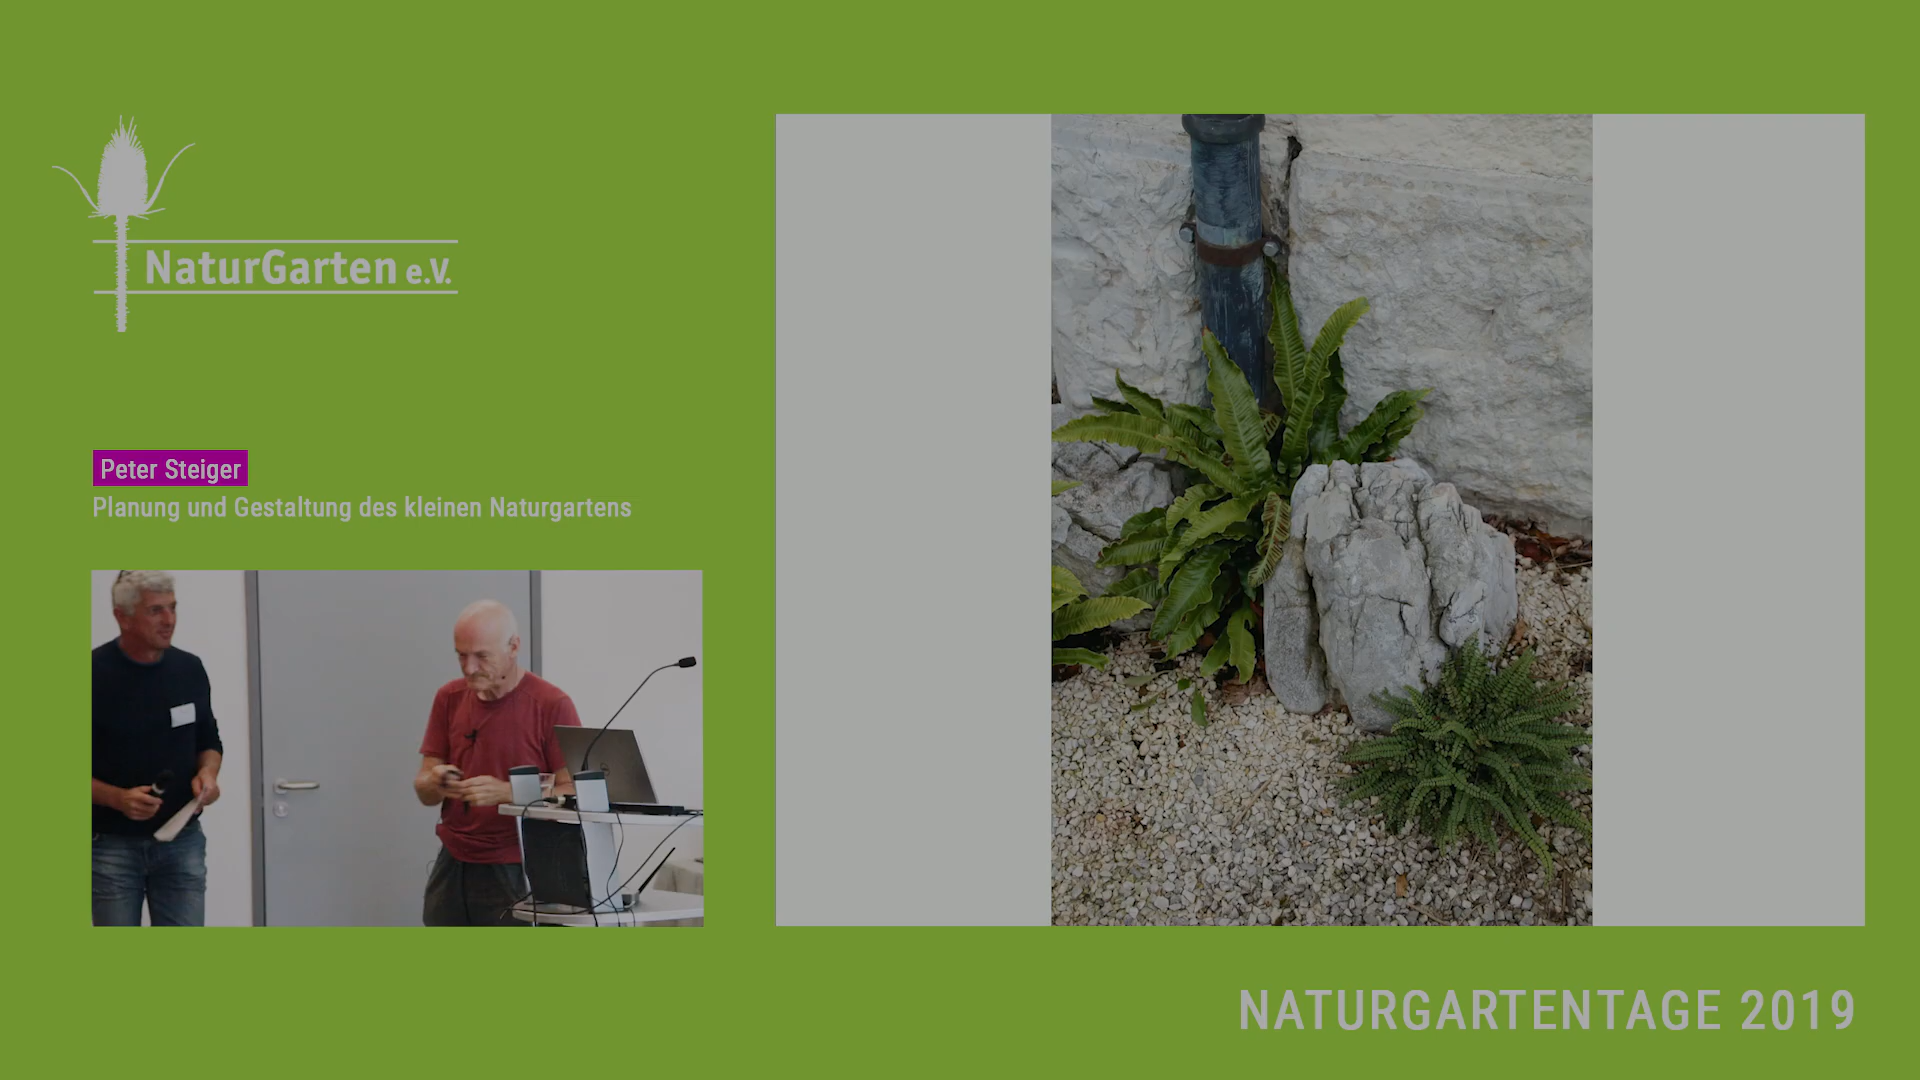 NaturGarten e.V.
Peter Steiger
Planung und Gestaltung des kleinen Naturgartens
NATURGARTENTAGE 2019